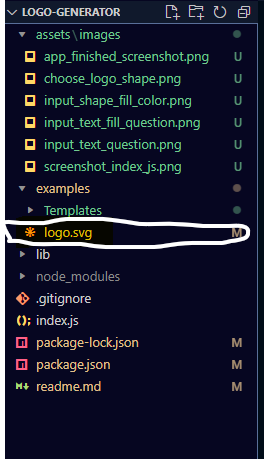 LOGO-GENERATOR
assets\images
app_finished_screenshot.png U
choose_logo_shape.png U
input_shape_fill_color.png U
input_text_fill_question.png U
input_text_question.png U
screenshot_index_js.png U
examples
Templates
logo.svg M
lib
node_modules
.gitignore
index.js
package-lock.json M
package.json M
readme.md M